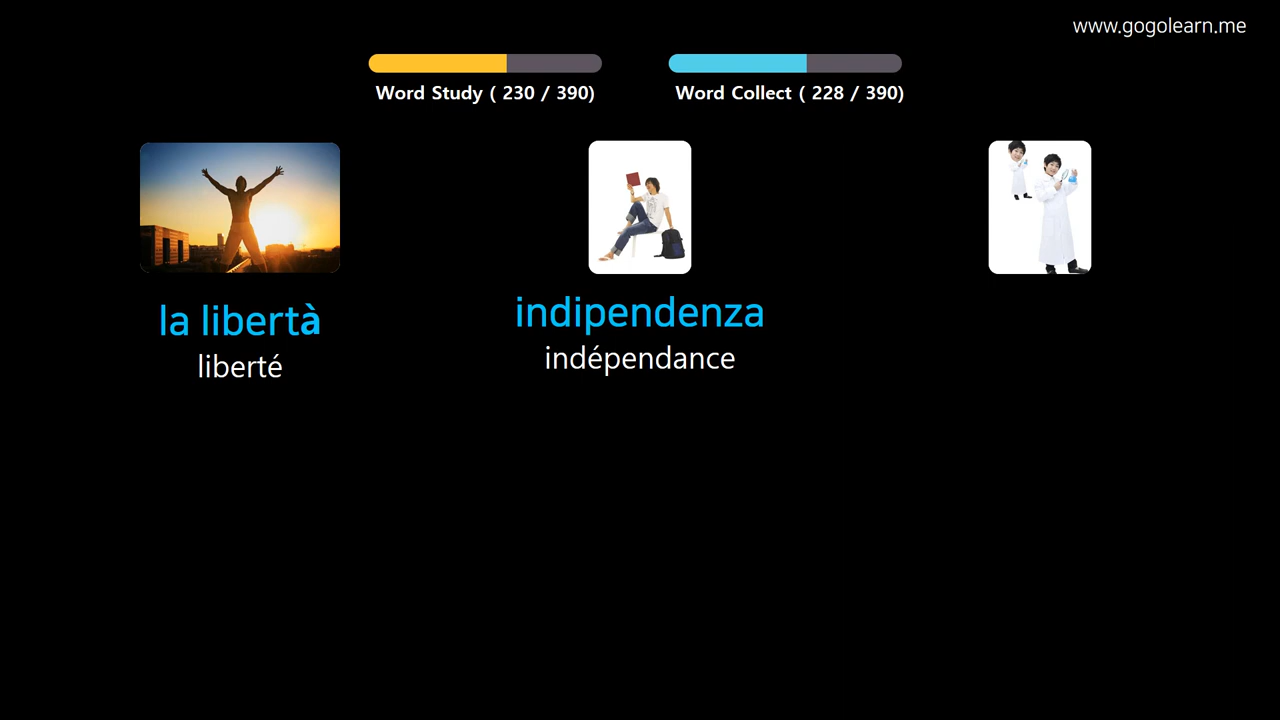 www.gogolearn.me
Word Study ( 230 / 390)
Word Collect ( 228 / 390)
la libertà
liberté
indipendenza
indépendance